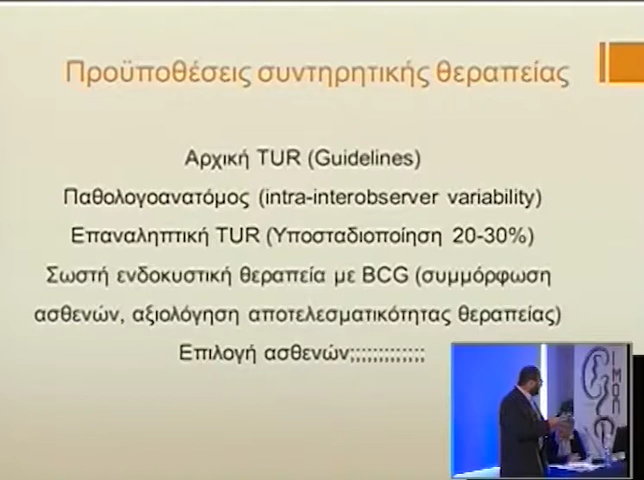 Προϋποθέσεις συντηρητικής θεραπείας
Αρχική TUR (Guidelines)
Παθολογοανατόμος (intra-interobserver variability)
Επαναληπτική TUR (Υποσταδιοποίηση 20-30%)
Σωστή ενδοκυστική θεραπεία με BCG (συμμόρφωση
ασθενών, αξιολόγηση αποτελεσματικότητας θεραπείας)
Επιλογή ασθενών;;;;;;;;;;;;;
ΙΜΟΠ